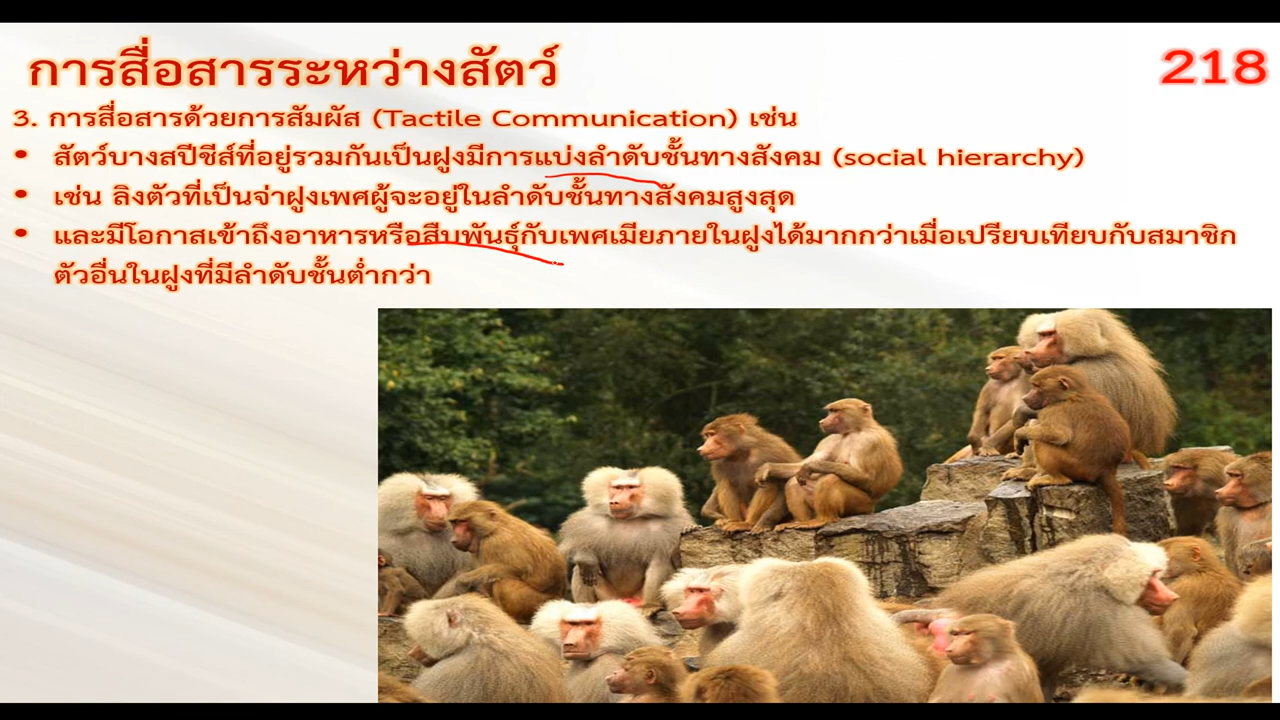 การสื่อสารระหว่างสัตว์
218
3. การสื่อสารด้วยการสัมผัส (Tactile Communication) เช่น
• สัตว์บางสปีชีส์ที่อยู่รวมกันเป็นฝูงมีการแบ่งลำดับชั้นทางสังคม (social hierarchy)
• เช่น ลิงตัวที่เป็นจ่าฝูงเพศผู้จะอยู่ในลำดับชั้นทางสังคมสูงสุด
• และมีโอกาสเข้าถึงอาหารหรือสืบพันธุ์กับเพศเมียภายในฝูงได้มากกว่าเมื่อเปรียบเทียบกับสมาชิก
ตัวอื่นในฝูงที่มีลำดับชั้นต่ำกว่า